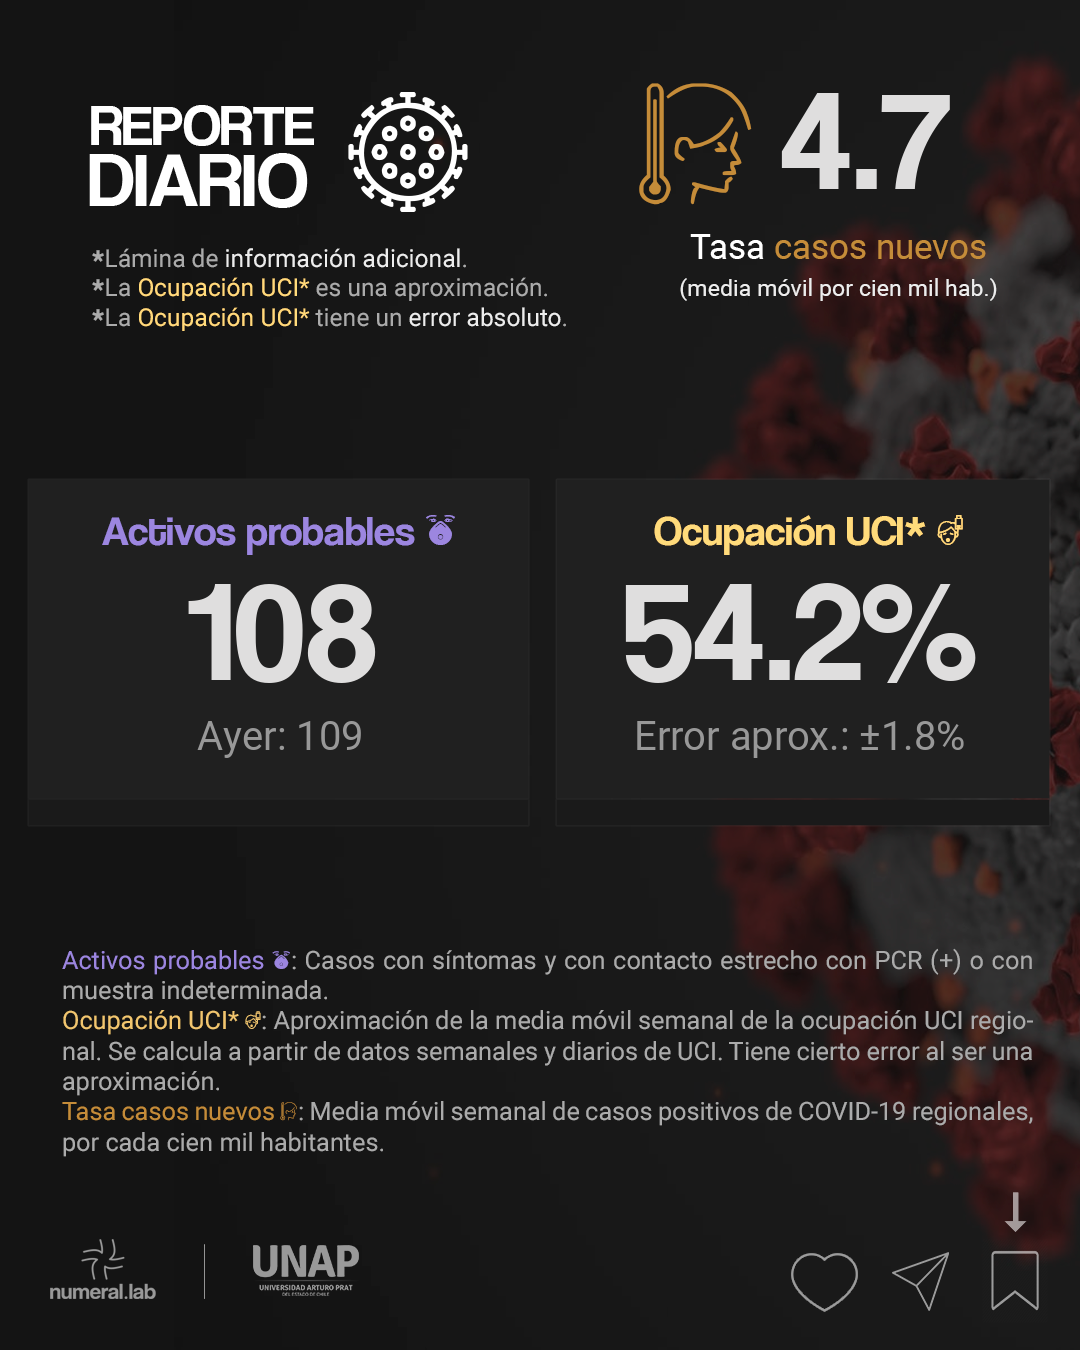 REPORTE
DIARIO
*Lámina de información adicional.
*La Ocupación UCI* es una aproximación.
*La Ocupación UCI* tiene un error absoluto.
4.7
Tasa casos nuevos
(media móvil por cien mil hab.)
Activos probables
108
Ayer: 109
Ocupación UCI*
54.2%
Error aprox.: ±1.8%
Activos probables : Casos con síntomas y con contacto estrecho con PCR (+) o con
muestra indeterminada.
Ocupación UCI* : Aproximación de la media móvil semanal de la ocupación UCI regio-
nal. Se calcula a partir de datos semanales y diarios de UCI. Tiene cierto error al ser una
aproximación.
Tasa casos nuevos : Media móvil semanal de casos positivos de COVID-19 regionales,
por cada cien mil habitantes.
numeral.lab
UNAP
UNIVERSIDAD ARTURO PRAT
DEL ESTADO DE CHILE